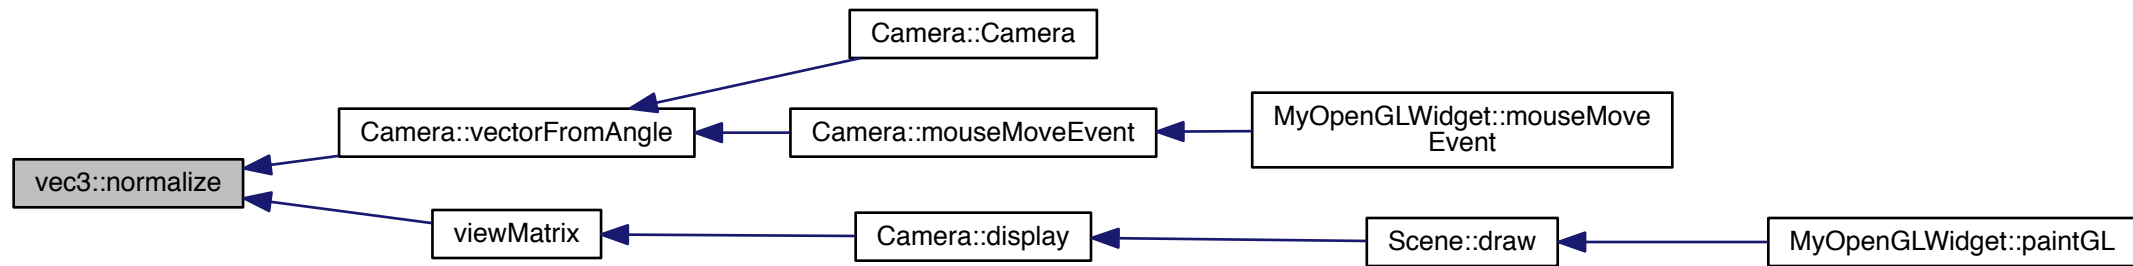 Camera::Camera
Camera::vectorFromAngle
Camera::mouseMoveEvent
MyOpenGLWidget::mouseMove
Event
vec3::normalize
viewMatrix
Camera::display
Scene::draw
MyOpenGLWidget::paintGL